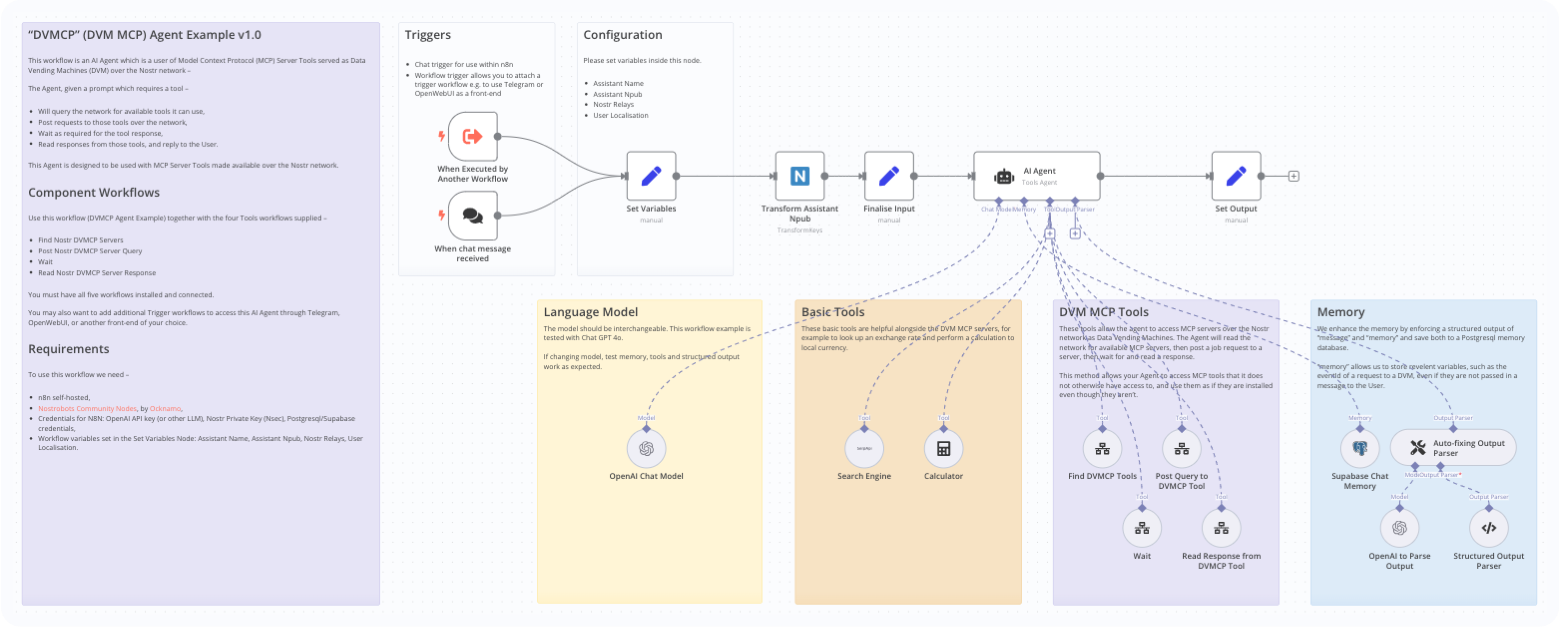 “DVMCP” (DVM MCP) Agent Example v1.0
This workflow is an AI Agent which is a user of Model Context Protocol (MCP) Server Tools served as Data
Vending Machines (DVM) over the Nostr network –
The Agent, given a prompt which requires a tool –
• Will query the network for available tools it can use,
• Post requests to those tools over the network,
• Wait as required for the tool response,
• Read responses from those tools, and reply to the User.
This Agent is designed to be used with MCP Server Tools made available over the Nostr network.
Component Workflows
Use this workflow (DVMCP Agent Example) together with the four Tools workflows supplied –
• Find Nostr DVMCP Servers
• Post Nostr DVMCP Server Query
• Wait
• Read Nostr DVMCP Server Response
You must have all five workflows installed and connected.
You may also want to add additional Trigger workflows to access this AI Agent through Telegram,
OpenWebUI, or another front-end of your choice.
Requirements
To use this workflow we need –
• n8n self-hosted,
• Nostrobots Community Nodes, by Ocknamo,
• Credentials for N8N: OpenAI API key (or other LLM), Nostr Private Key (Nsec), Postgresql/Supabase
credentials,
• Workflow variables set in the Set Variables Node: Assistant Name, Assistant Npub, Nostr Relays, User
Localisation.
Triggers
• Chat trigger for use within n8n
• Workflow trigger allows you to attach a
trigger workflow e.g. to use Telegram or
OpenWebUI as a front-end
When Executed by
Another Workflow
When chat message
received
Configuration
Please set variables inside this node.
• Assistant Name
• Assistant Npub
• Nostr Relays
• User Localisation
Set Variables
manual
N
Transform Assistant
Npub
TransformKeys
Finalise Input
manual
AI Agent
Tools Agent
Chat Model
Memory
Tool
Output Parser
Set Output
manual
Language Model
The model should be interchangeable. This workflow example is
tested with Chat GPT 4o.
If changing model, test memory, tools and structured output
work as expected.
Model
OpenAI Chat Model
Basic Tools
These basic tools are helpful alongside the DVM MCP servers, for
example to look up an exchange rate and perform a calculation to
local currency.
Tool
Tool
Search Engine
Calculator
DVM MCP Tools
These tools allow the agent to access MCP servers over the Nostr
network as Data Vending Machines. The Agent will read the
network for available MCP servers, then post a job request to a
server, then wait for and read a response.
This method allows your Agent to access MCP tools that it does
not otherwise have access to, and use them as if they are installed
even though they aren't.
Tool
Tool
Find DVMCP Tools
Post Query to
DVMCP Tool
Tool
Tool
Wait
Read Response from
DVMCP Tool
Memory
We enhance the memory by enforcing a structured output of
"message" and "memory" and save both to a Postgresql memory
database.
"memory" allows us to store relevent variables, such as the
eventid of a request to a DVM, even if they are not passed in a
message to the User.
Memory
Output Parser
Supabase Chat
Memory
Auto-fixing Output
Parser
Model
Output Parser*
Model
Output Parser
OpenAI to Parse
Output
Structured Output
Parser